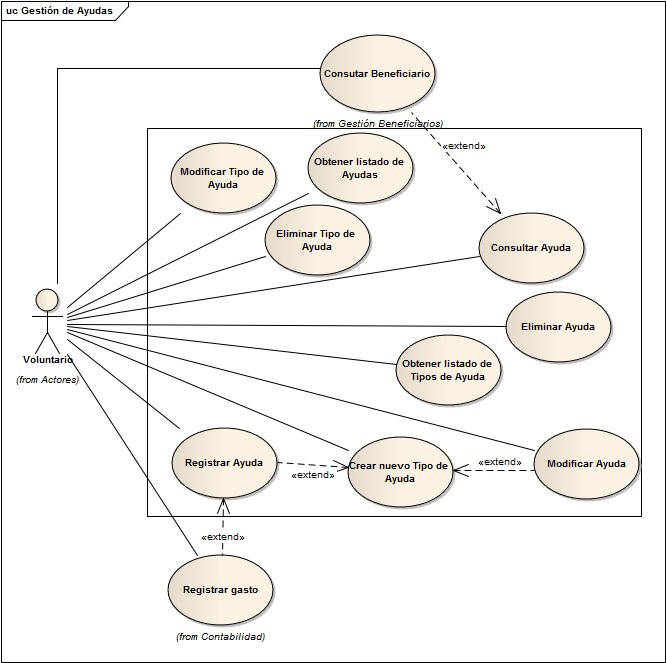 uc Gestión de Ayudas
Consutar Beneficiario
(from Gestión Beneficiarios)
«extend»
Modificar Tipo de
Ayuda
Obtener listado de
Ayudas
Eliminar Tipo de
Ayuda
Consultar Ayuda
Eliminar Ayuda
Voluntario
(from Actores)
Obtener listado de
Tipos de Ayuda
Registrar Ayuda
«extend»
Crear nuevo Tipo de
Ayuda
«extend»
Modificar Ayuda
«extend»
Registrar gasto
(from Contabilidad)